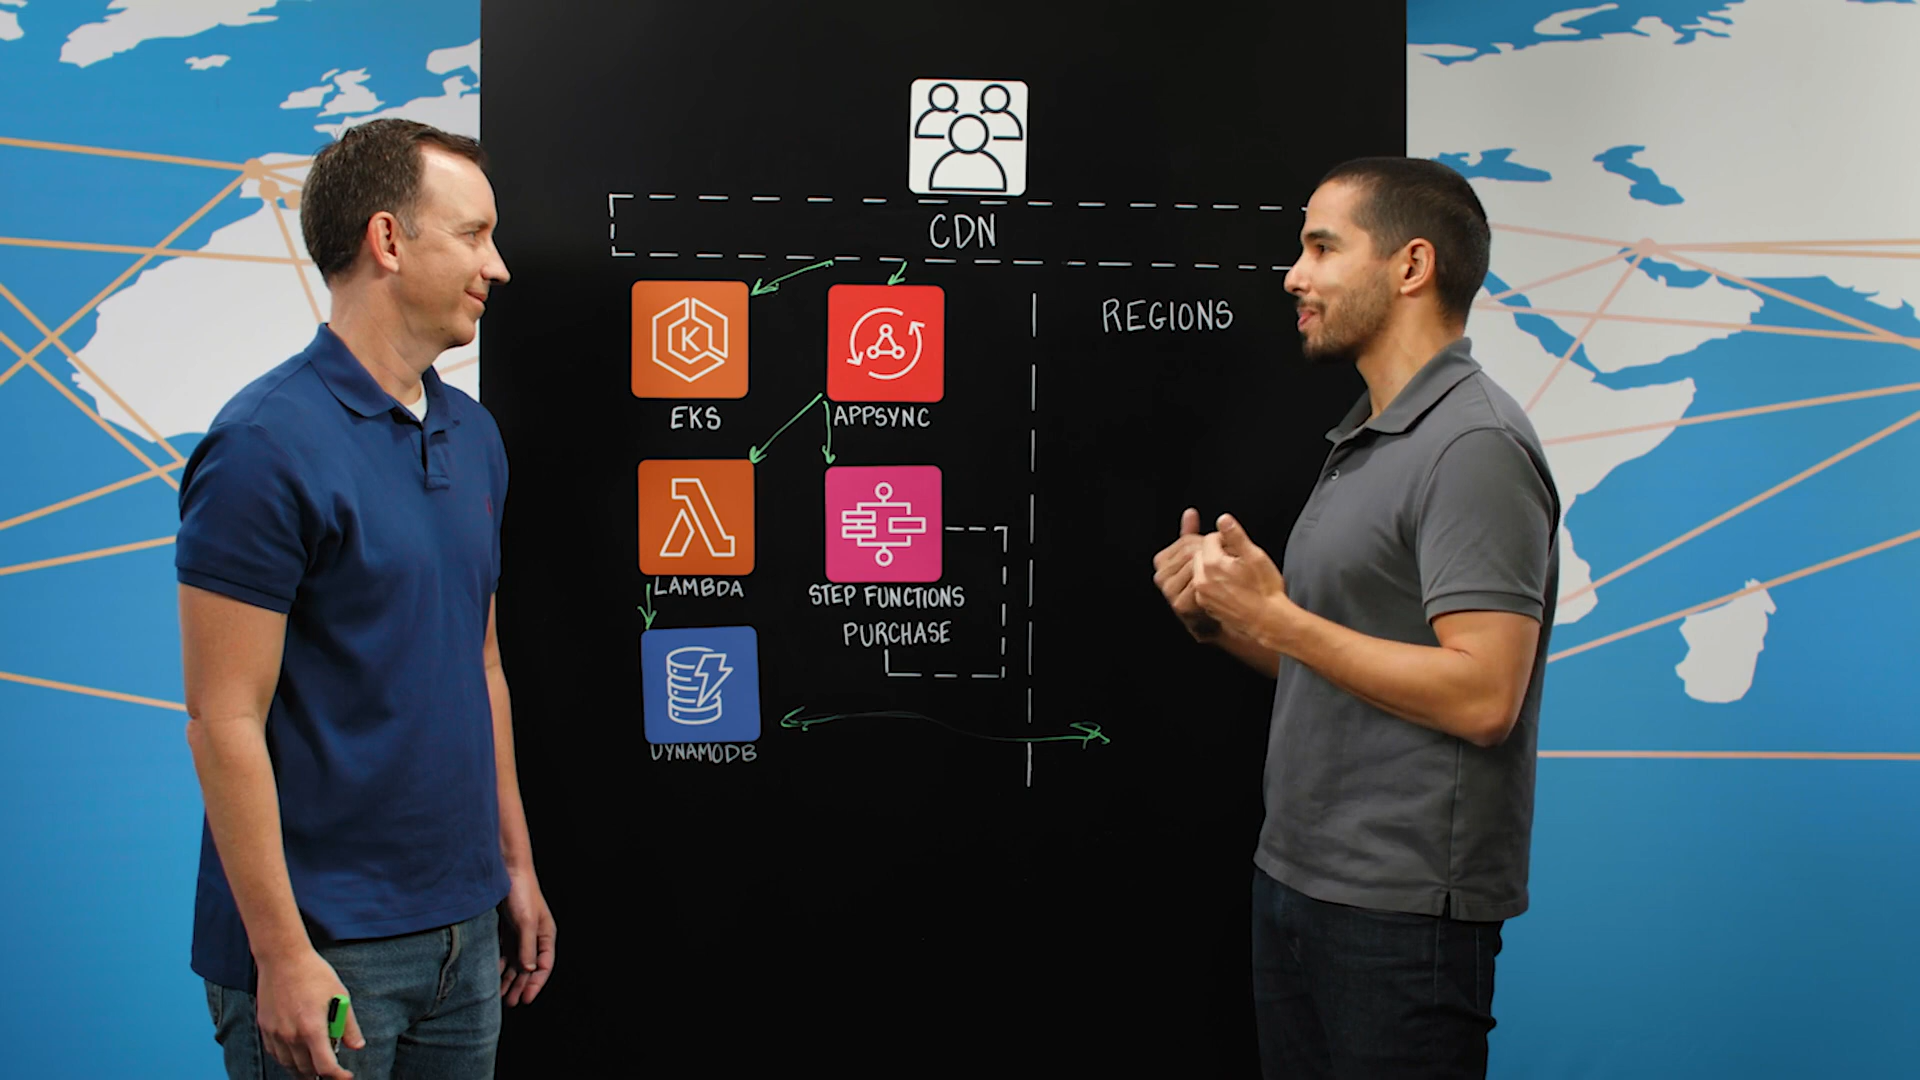 CDN
REGIONS
K
EKS
APPSYNC
LAMBDA
STEP FUNCTIONS
PURCHASE
DYNAMODB